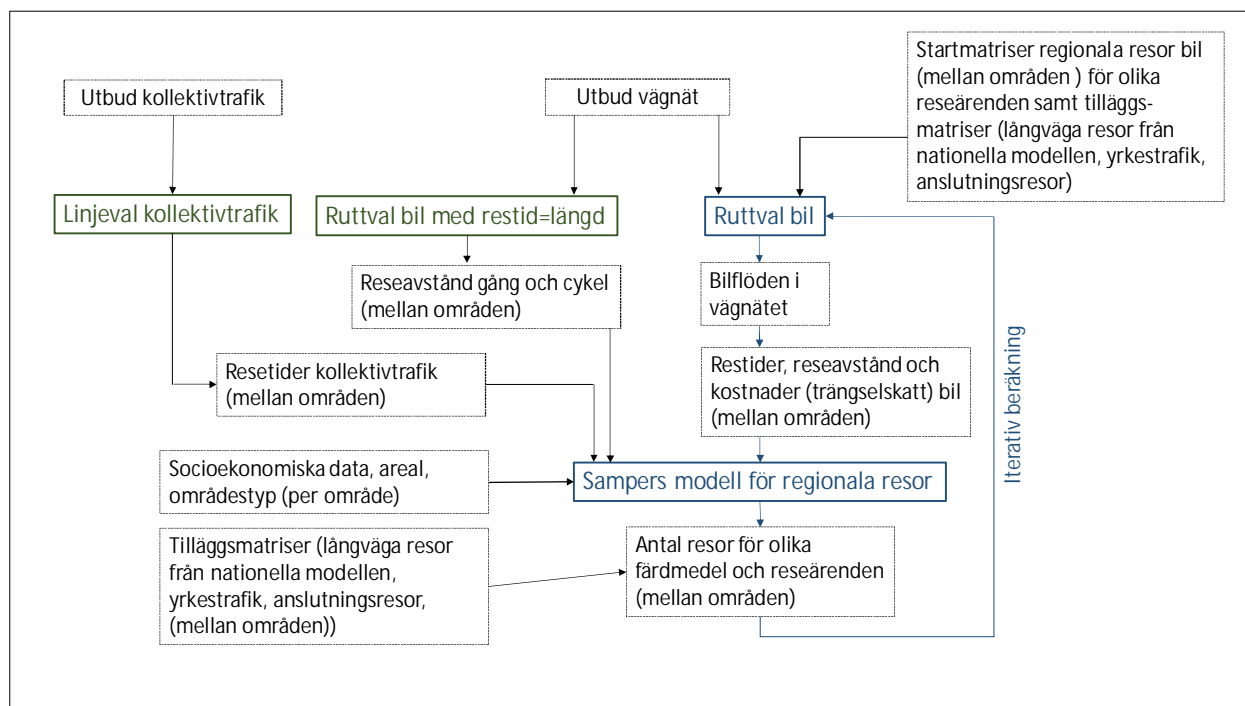 Utbud kollektivtrafik
Utbud vägnät
Startmatriser regionala resor bil
(mellan områden ) för olika
reseärenden samt tilläggs-
matriser (långväga resor från
nationella modellen, yrkestrafik,
anslutningsresor)
Linjeval kollektivtrafik
Ruttval bil med restid=längd
Ruttval bil
Reseavstånd gång och cykel
(mellan områden)
Bilflöden i
vägnätet
Resetider kollektivtrafik
(mellan områden)
Restider, reseavstånd och
kostnader (trängselskatt) bil
(mellan områden)
Iterativ beräkning
Socioekonomiska data, areal,
områdestyp (per område)
Sampers modell för regionala resor
Tilläggsmatriser (långväga resor
från nationella modellen,
yrkestrafik, anslutningsresor,
(mellan områden))
Antal resor för olika
färdmedel och reseärenden
(mellan områden)